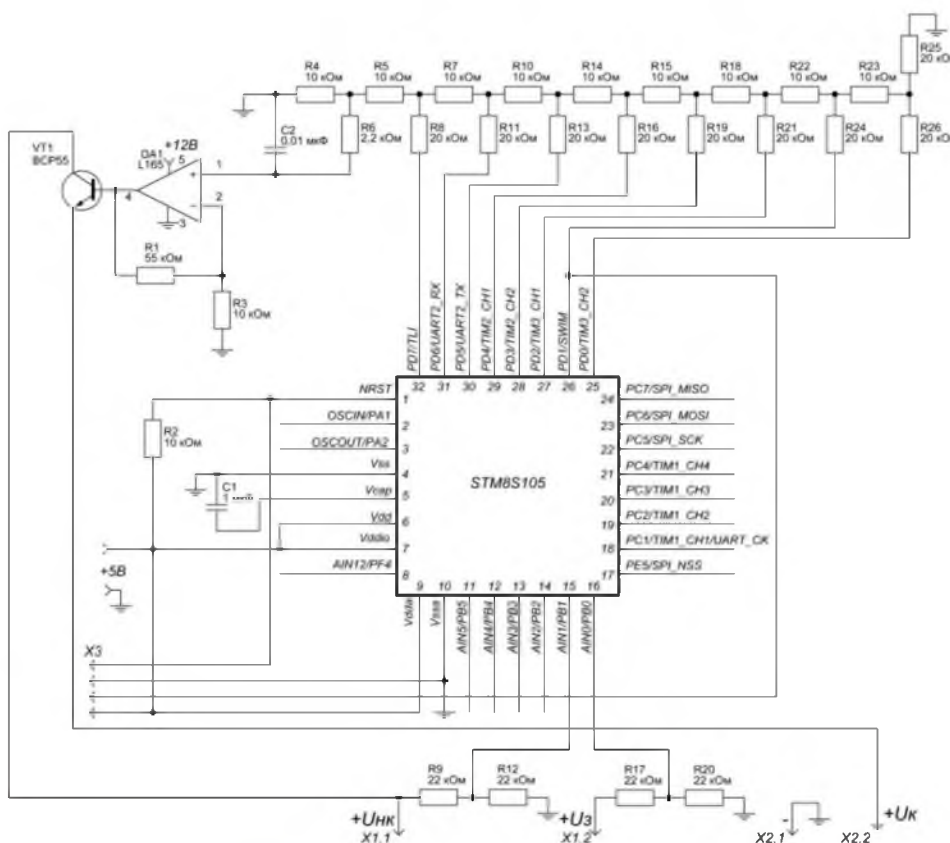 R4
10 кОм
R5
10 кОм
R7
10 кОм
R10
10 кОм
R14
10 кОм
R15
10 кОм
R18
10 кОм
R22
10 кОм
R23
10 кОм
R25
20 кО
C2
0.01 мкФ
R6
2,2 кОм
R8
20 кОм
R11
20 кОм
R13
20 кОм
R16
20 кОм
R19
20 кОм
R21
20 кОм
R24
20 кОм
R26
20 кО
VT1
BCP55
+12В
DA1
L165
5
1
+
4
2
−
3
R1
55 кОм
R3
10 кОм
PD7/TLI
PD6/UART2_RX
PD5/UART2_TX
PD4/TIM2_CH1
PD3/TIM2_CH2
PD2/TIM3_CH1
PD1/SWIM
PD0/TIM3_CH2
32 31 30 29 28 27 26 25
NRST 1
OSCIN/PA1 2
OSCOUT/PA2 3
Vss 4
Vcap 5
Vdd 6
Vddio 7
AIN12/PF4 8
STM8S105
24 PC7/SPI_MISO
23 PC6/SPI_MOSI
22 PC5/SPI_SCK
21 PC4/TIM1_CH4
20 PC3/TIM1_CH3
19 PC2/TIM1_CH2
18 PC1/TIM1_CH1/UART_CK
17 PE5/SPI_NSS
9 10 11 12 13 14 15 16
Vdda
Vssa
AIN5/PB5
AIN4/PB4
AIN3/PB3
AIN2/PB2
AIN1/PB1
AIN0/PB0
R2
10 кОм
C1
+5В
X3
R9
22 кОм
R12
22 кОм
R17
22 кОм
R20
22 кОм
+UНК
X1.1
+UЗ
X1.2
-
X2.1
+UК
X2.2